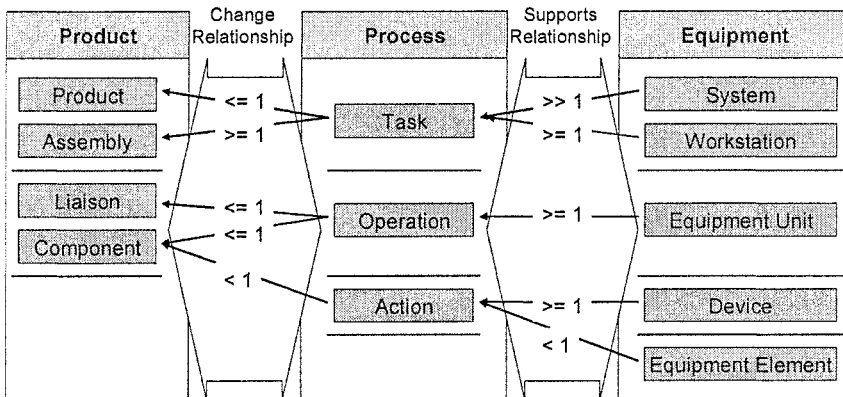 Change
Relationship
Supports
Relationship
Product
Process
Equipment
Product
<= 1
>> 1
System
Task
Assembly
>= 1
>= 1
Workstation
Liaison
<= 1
Operation
>= 1
Equipment Unit
Component
<= 1
< 1
Action
>= 1
Device
< 1
Equipment Element